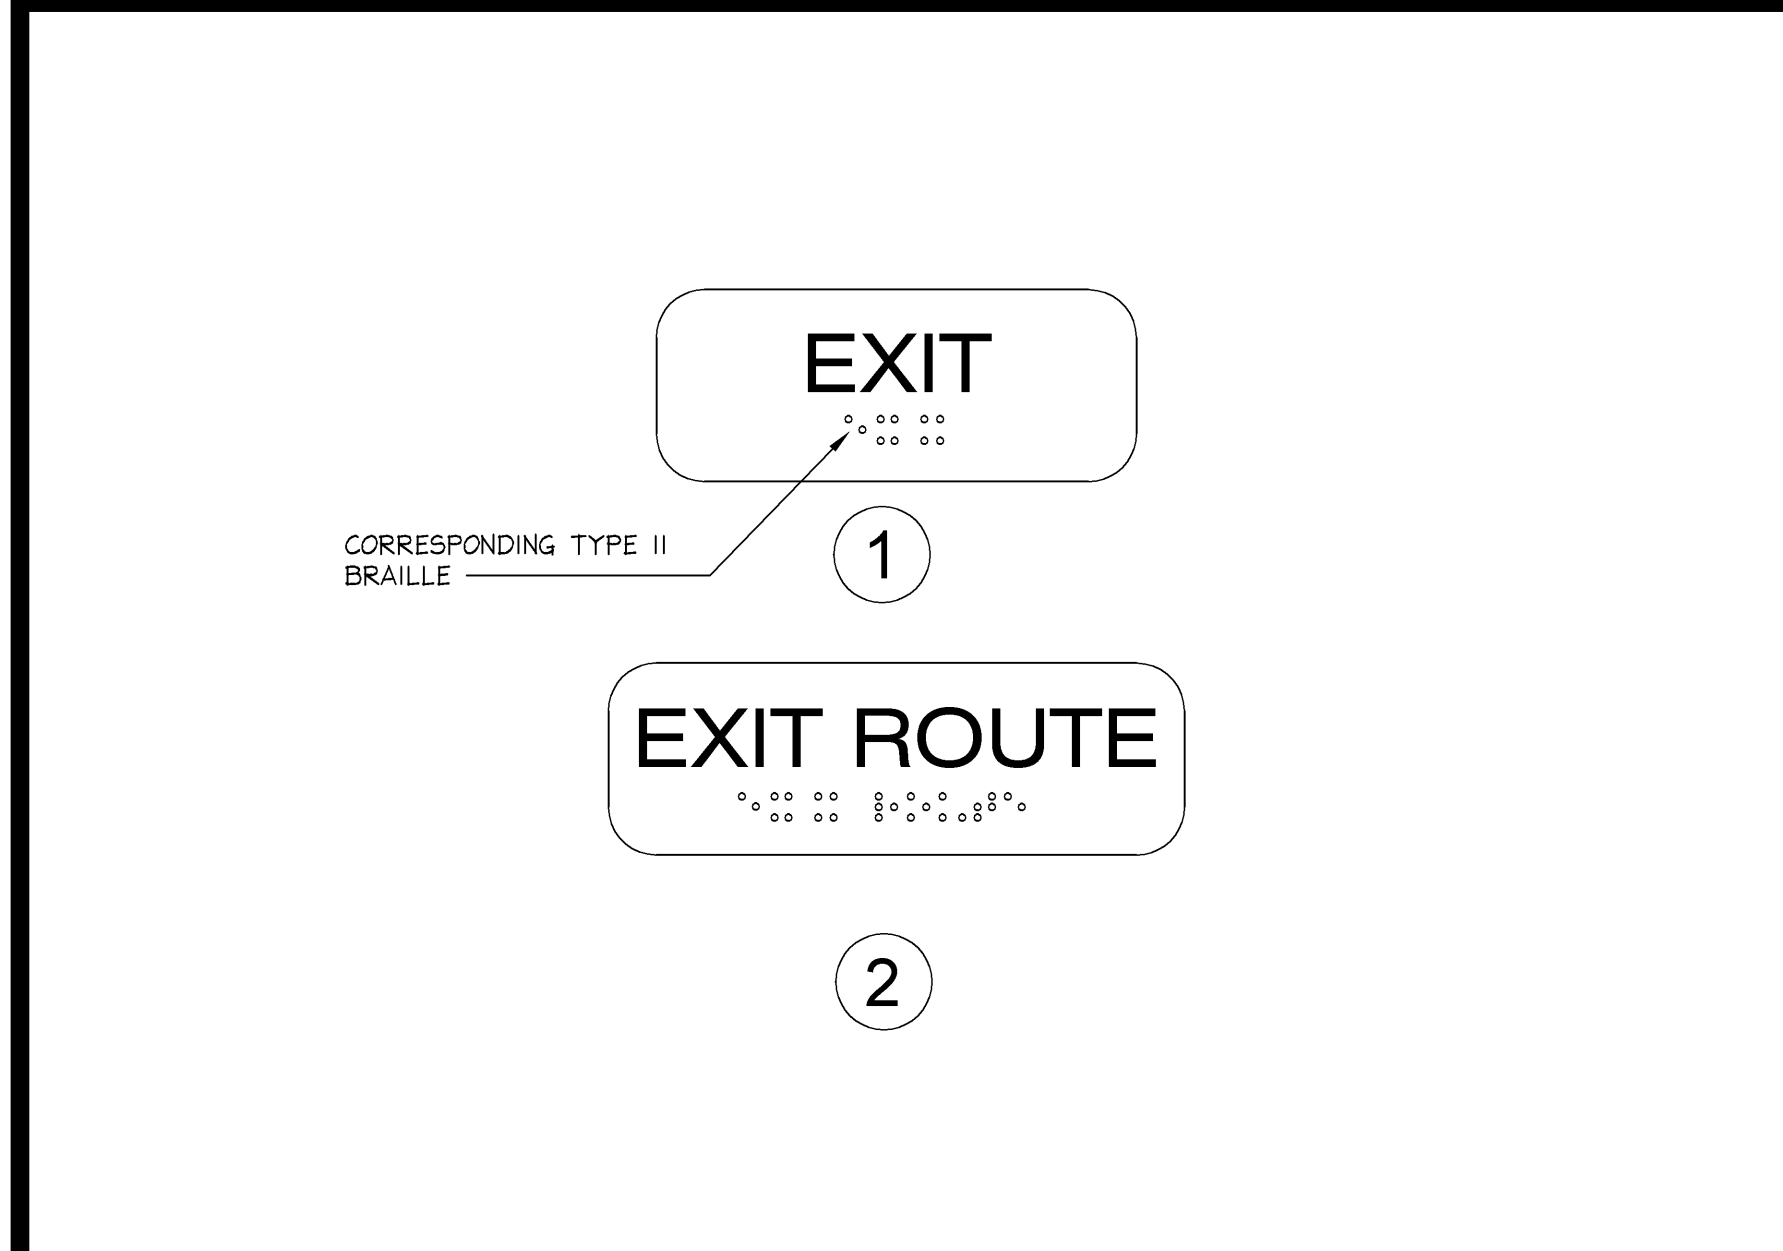 EXIT
CORRESPONDING TYPE II
BRAILLE
1
EXIT ROUTE
2